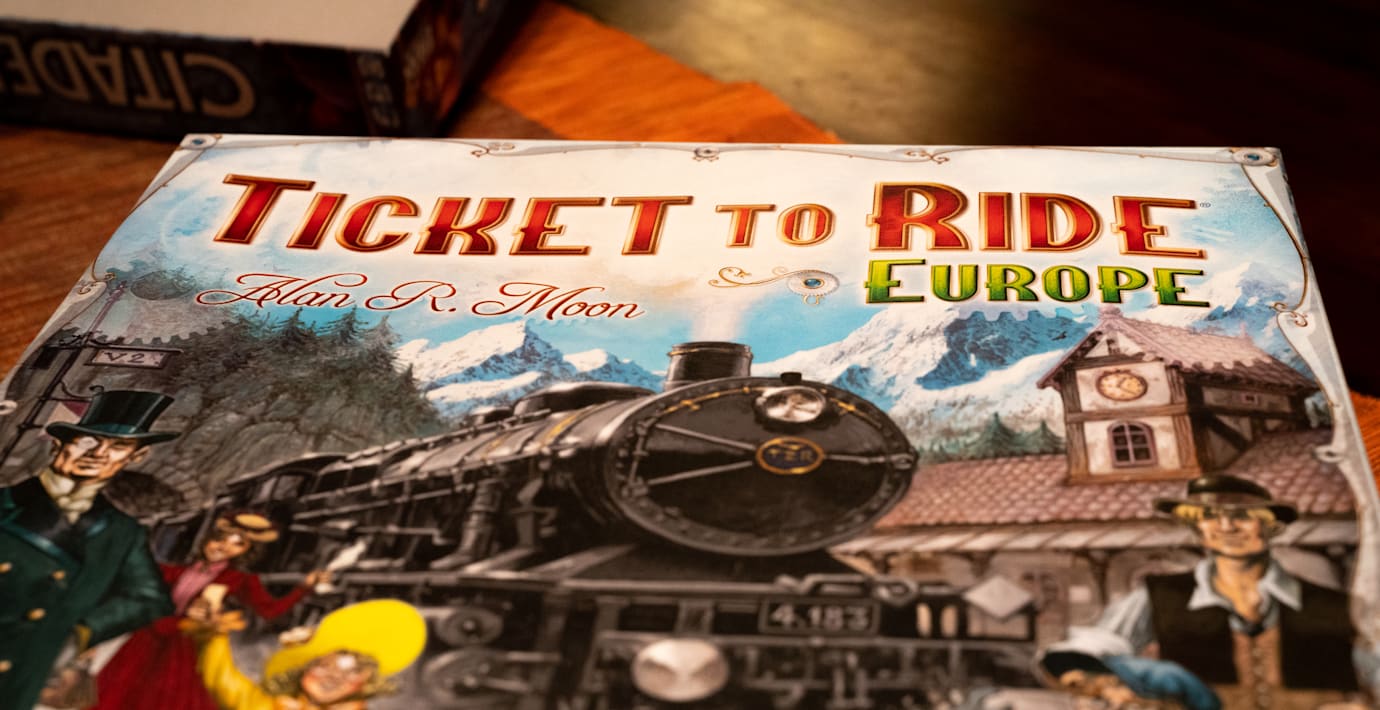 CITADE
TICKET TO RIDE®
EUROPE
Alan R. Moon
V2
4.183